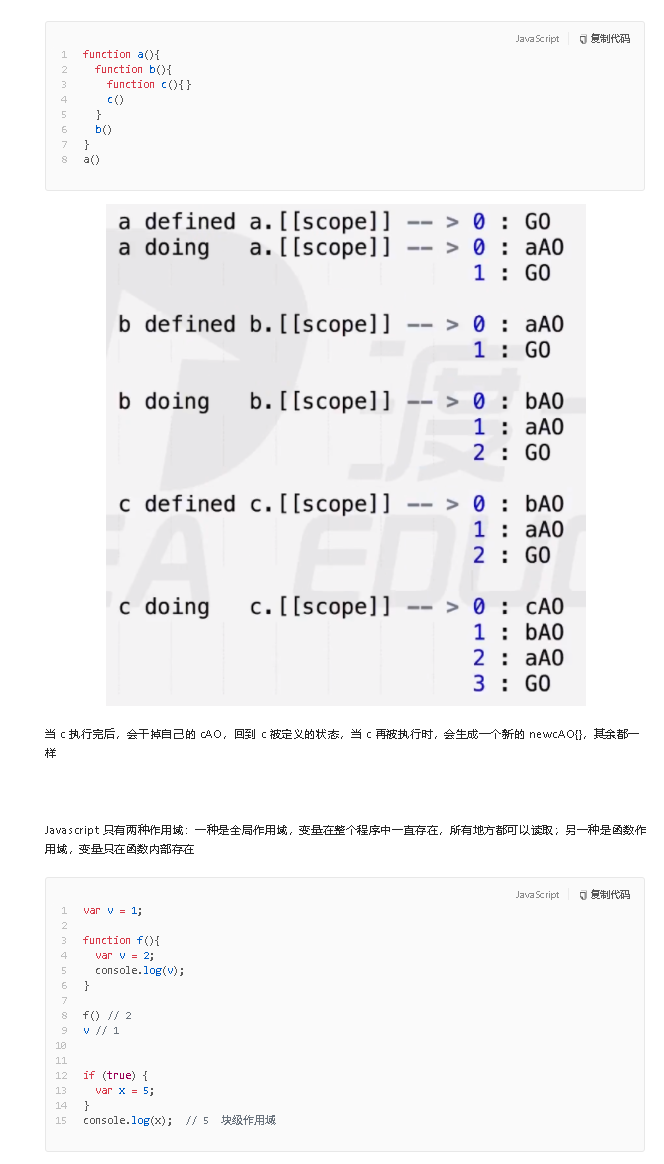 JavaScript 复制代码
1 function a(){
2 function b(){
3 function c(){}
4 c()
5 }
6 b()
7 }
8 a()
a defined a.[[scope]] —— > 0 : GO
a doing a.[[scope]] —— > 0 : aAO
1 : GO
b defined b.[[scope]] —— > 0 : aAO
1 : GO
b doing b.[[scope]] —— > 0 : bAO
1 : aAO
2 : GO
c defined c.[[scope]] —— > 0 : bAO
1 : aAO
2 : GO
c doing c.[[scope]] —— > 0 : cAO
1 : bAO
2 : aAO
3 : GO
当 c 执行完后，会干掉自己的 cAO，回到 c 被定义的状态，当 c 再被执行时，会生成一个新的 newcAO{}，其余都一
样
Javascript 只有两种作用域：一种是全局作用域，变量在整个程序中一直存在，所有地方都可以读取；另一种是函数作
用域，变量只在函数内部存在
JavaScript 复制代码
1 var v = 1;
2
3 function f(){
4 var v = 2;
5 console.log(v);
6 }
7
8 f() // 2
9 v // 1
10
11
12 if (true) {
13 var x = 5;
14 }
15 console.log(x); // 5 块级作用域